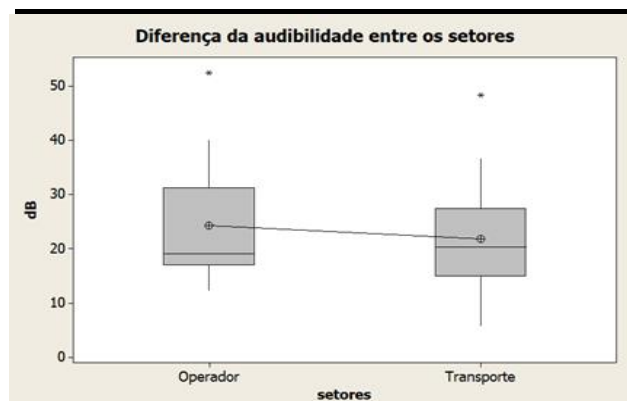 Diferença da audibilidade entre os setores
50
40
30
20
10
0
dB
Operador
Transporte
setores